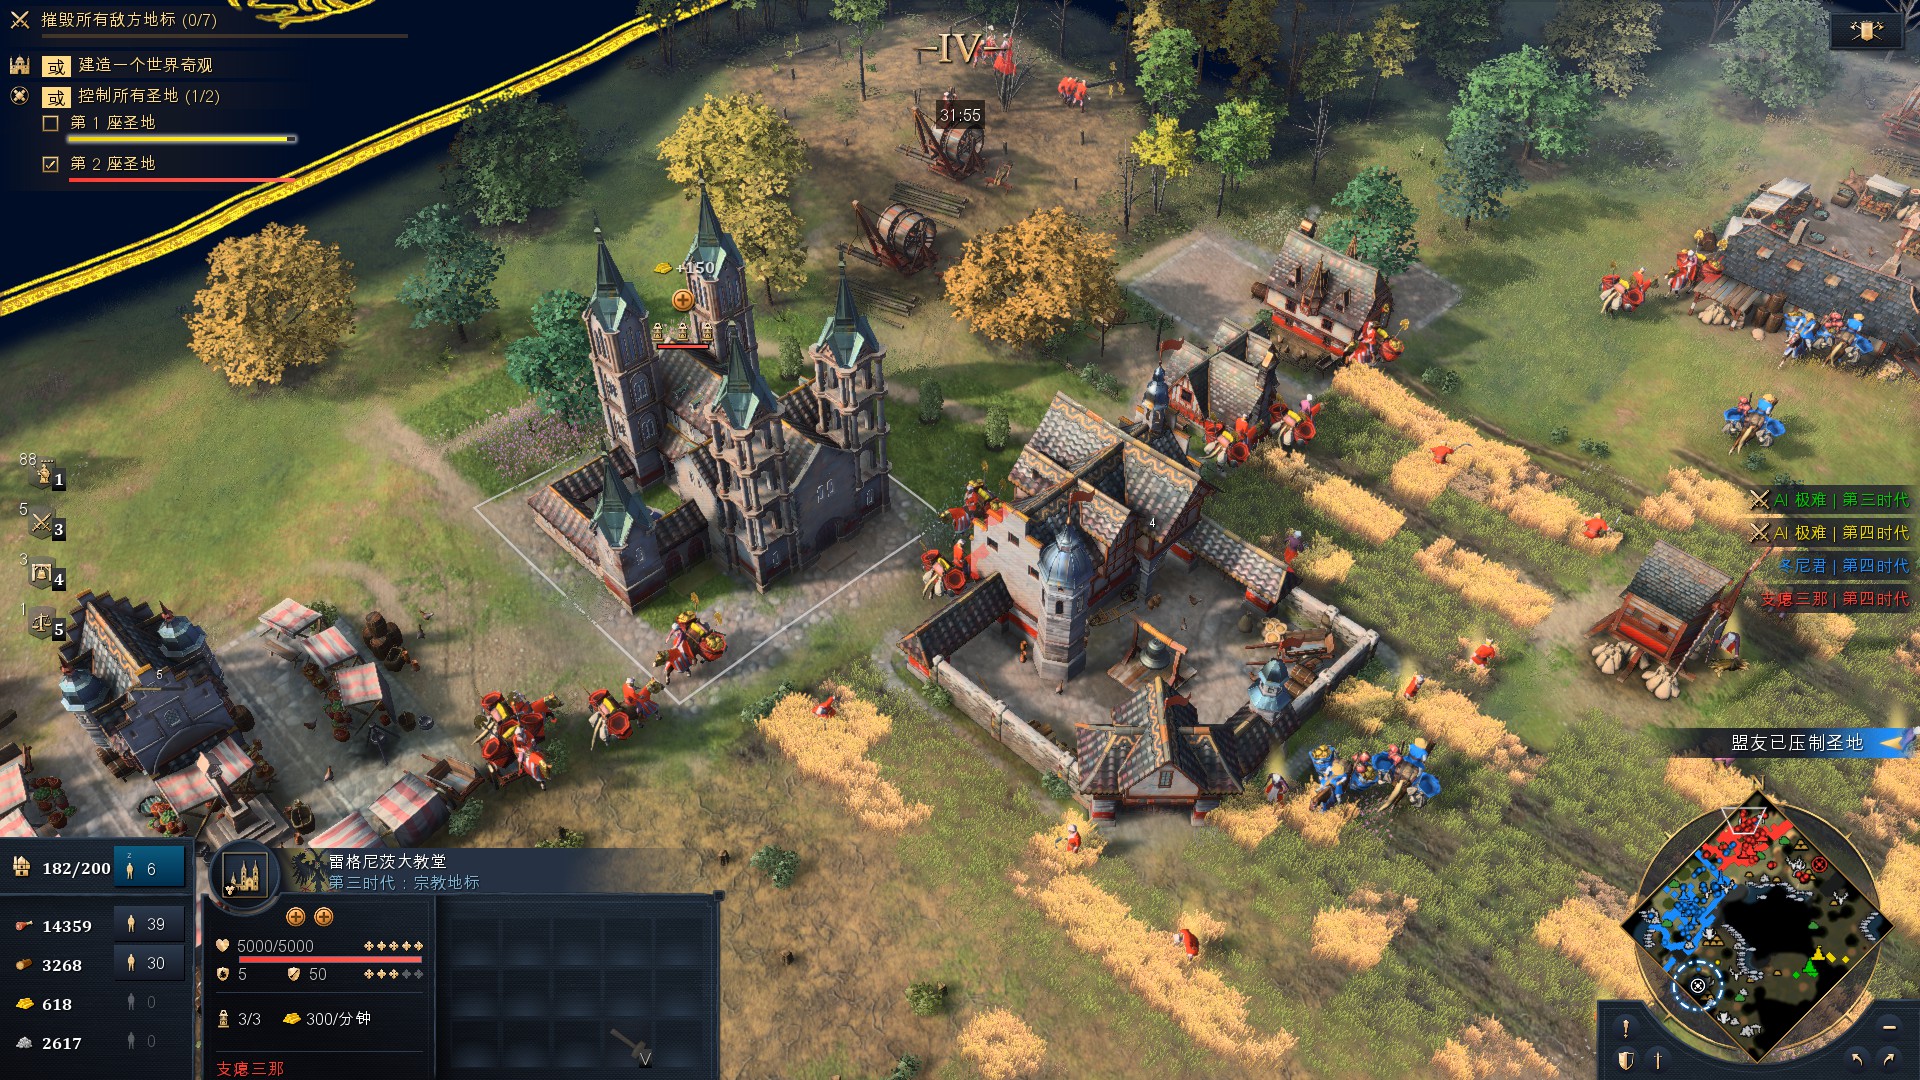 摧毁所有敌方地标 (0/7)
或 建造一个世界奇观
或 控制所有圣地 (1/2)
第 1 座圣地
第 2 座圣地
IV
31:55
+150
88
1
5
3
3
4
1
5
5
4
AI 极难 | 第三时代
AI 极难 | 第四时代
冬尼君 | 第四时代
支瘪三那 | 第四时代
盟友已压制圣地
N
182/200
z
6
14359
39
3268
30
618
0
2617
0
雷格尼茨大教堂
第三时代：宗教地标
5000/5000
5
50
3/3
300/分钟
支瘪三那
V